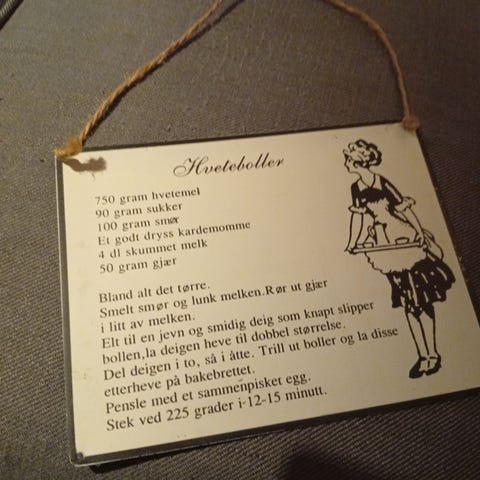 Hveteboller
750 gram hvetemel
90 gram sukker
100 gram smør
Et godt dryss kardemomme
4 dl skummet melk
50 gram gjær
Bland alt det tørre.
Smelt smør og lunk melken.Rør ut gjær
i litt av melken.
Elt til en jevn og smidig deig som knapt slipper
bollen,la deigen heve til dobbel størrelse.
Del deigen i to, så i åtte. Trill ut boller og la disse
etterheve på bakebrettet.
Pensle med et sammenpisket egg.
Stek ved 225 grader i 12-15 minutt.